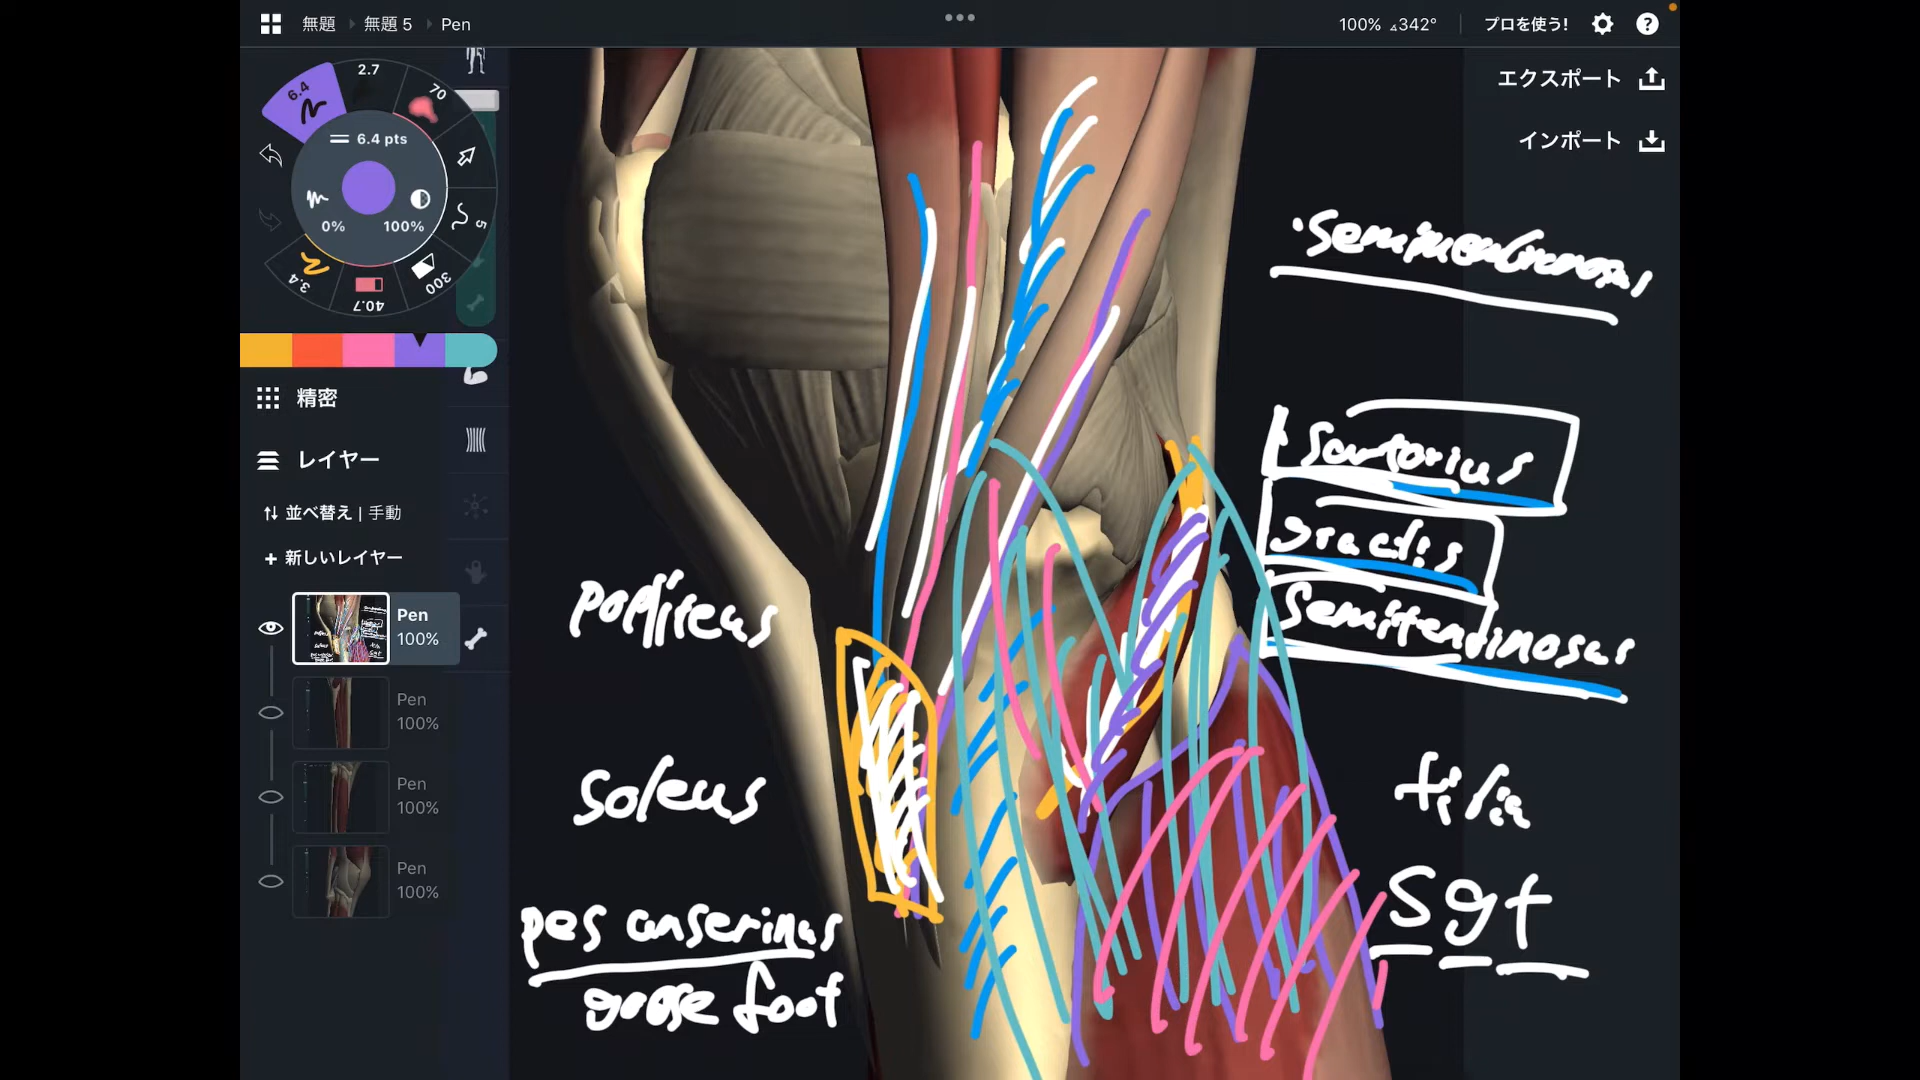 無題 無題 5 Pen
100% ⊿342°
プロを使う!
エクスポート
インポート
2.7
6.4
70
6.4 pts
0% 100%
5
3.4
40.7
300
精密
レイヤー
並べ替え | 手動
+ 新しいレイヤー
Pen
100%
Pen
100%
Pen
100%
Pen
100%
popliteus
Soleus
pes anserinus
goose foot
Sartorius
gracilis
Semitendinosus
tibia
Sgt